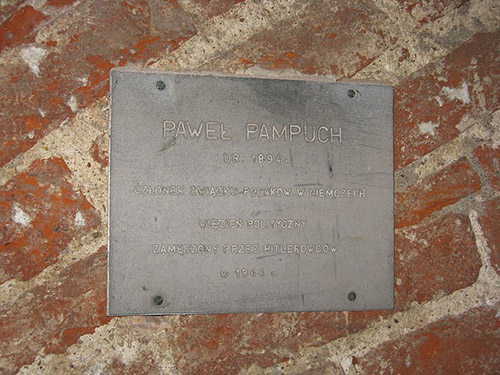 PAWEŁ PAMPUCH
UR. 1894 r.
CZŁONEK ZWIĄZKU POLAKÓW W NIEMCZECH
WIĘZIEŃ POLITYCZNY
ZAMĘCZONY PRZEZ HITLEROWCÓW
w 1944 r.